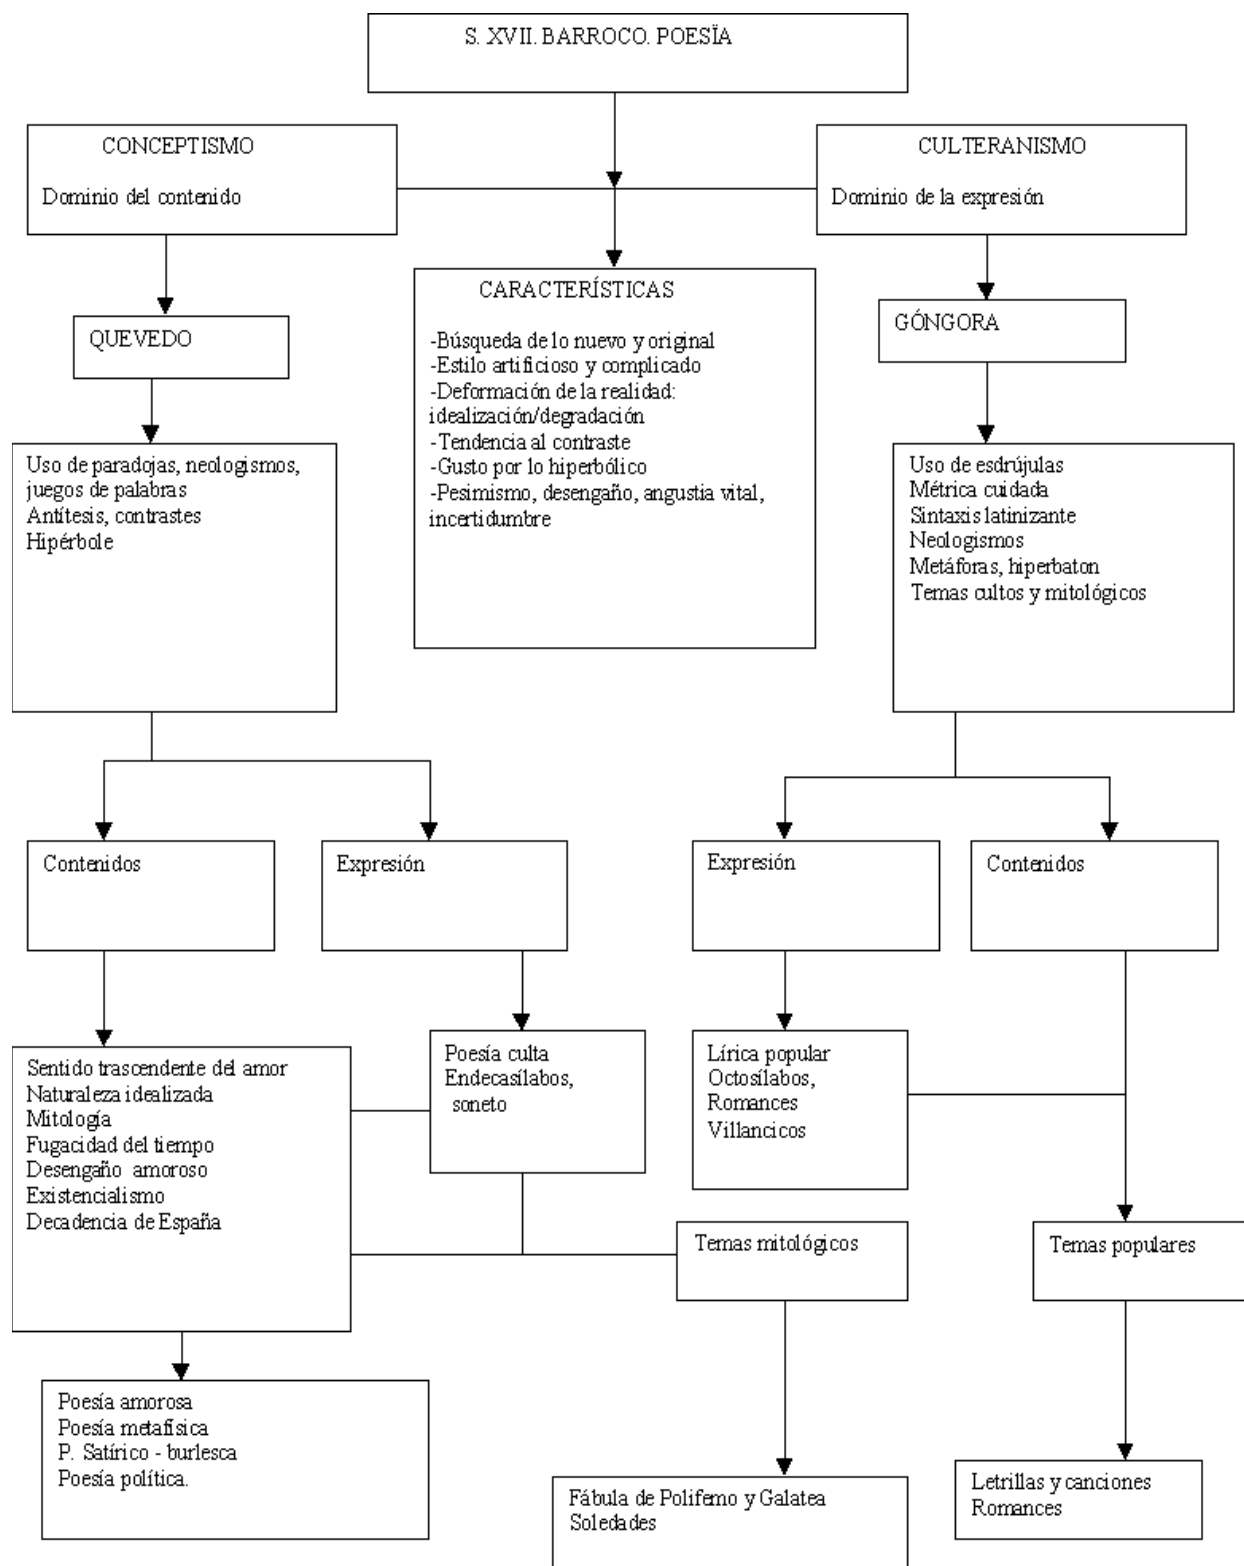 S. XVII. BARROCO. POESÏA
CONCEPTISMO
Dominio del contenido
CULTERANISMO
Dominio de la expresión
CARACTERÍSTICAS
-Búsqueda de lo nuevo y original
-Estilo artificioso y complicado
-Deformación de la realidad:
idealización/degradación
-Tendencia al contraste
-Gusto por lo hiperbólico
-Pesimismo, desengaño, angustia vital,
incertidumbre
QUEVEDO
GÓNGORA
Uso de paradojas, neologismos,
juegos de palabras
Antítesis, contrastes
Hipérbole
Uso de esdrújulas
Métrica cuidada
Sintaxis latinizante
Neologismos
Metáforas, hiperbaton
Temas cultos y mitológicos
Contenidos
Expresión
Expresión
Contenidos
Sentido trascendente del amor
Naturaleza idealizada
Mitología
Fugacidad del tiempo
Desengaño amoroso
Existencialismo
Decadencia de España
Poesía culta
Endecasílabos,
soneto
Lírica popular
Octosílabos,
Romances
Villancicos
Temas mitológicos
Temas populares
Poesía amorosa
Poesía metafísica
P. Satírico - burlesca
Poesía política.
Fábula de Polifemo y Galatea
Soledades
Letrillas y canciones
Romances